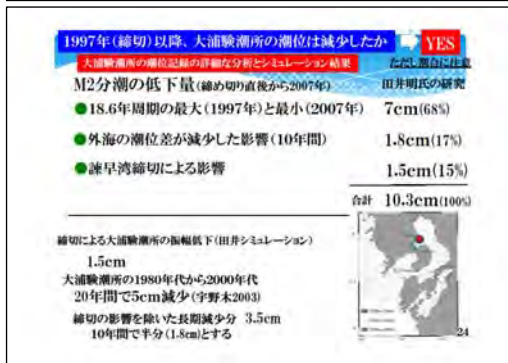 1997年(締切)以降、大浦験潮所の潮位は減少したか YES
大浦験潮所の潮位記録の詳細な分析とシミュレーション結果 ただし割合に注意
M2分潮の低下量(締め切り直後から2007年) 田井明氏の研究
●18.6年周期の最大(1997年)と最小(2007年) 7cm(68%)
●外海の潮位差が減少した影響(10年間) 1.8cm(17%)
●諫早湾締切による影響 1.5cm(15%)
合計 10.3cm(100%)
締切による大浦験潮所の振幅低下(田井シミュレーション)
1.5cm
大浦験潮所の1980年代から2000年代
20年間で5cm減少(宇野木2003)
締切の影響を除いた長期減少分 3.5cm
10年間で半分(1.8cm)とする
24